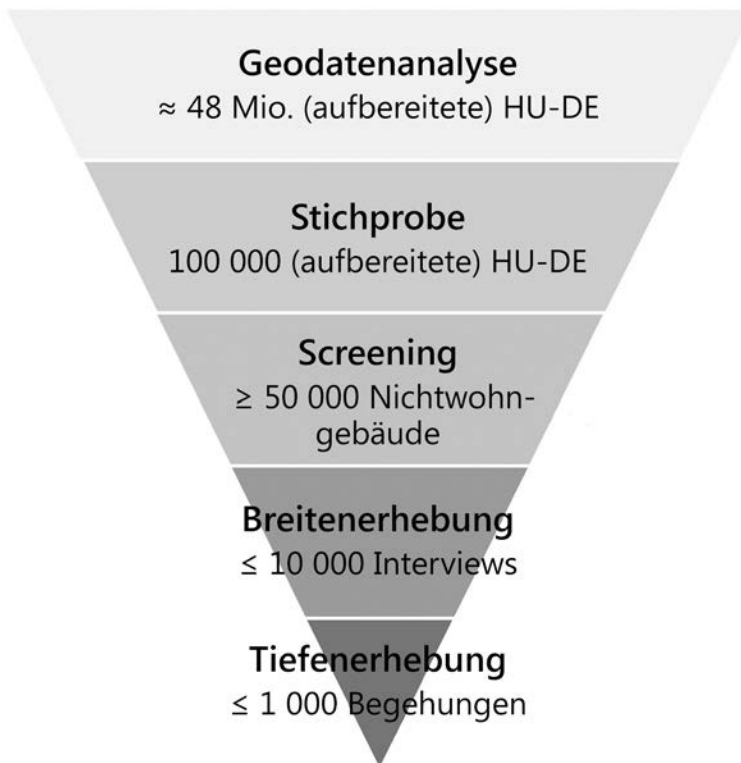 Geodatenanalyse
≈ 48 Mio. (aufbereitete) HU-DE
Stichprobe
100 000 (aufbereitete) HU-DE
Screening
≥ 50 000 Nichtwohn-
gebäude
Breitenerhebung
≤ 10 000 Interviews
Tiefenerhebung
≤ 1 000 Begehungen